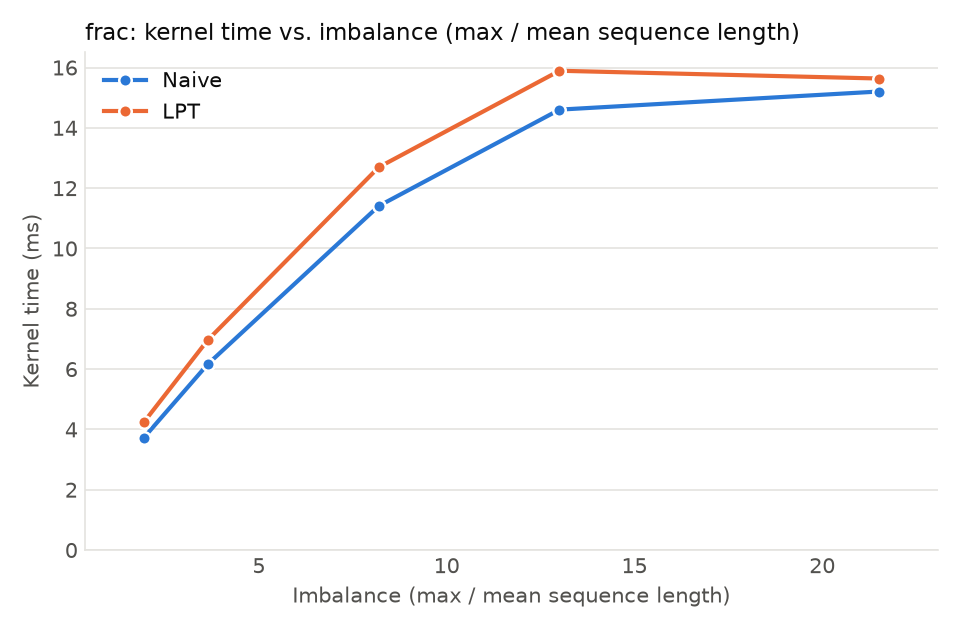 frac: kernel time vs. imbalance (max / mean sequence length)
Naive
LPT
16
14
12
10
8
6
4
2
0
Kernel time (ms)
5 10 15 20
Imbalance (max / mean sequence length)